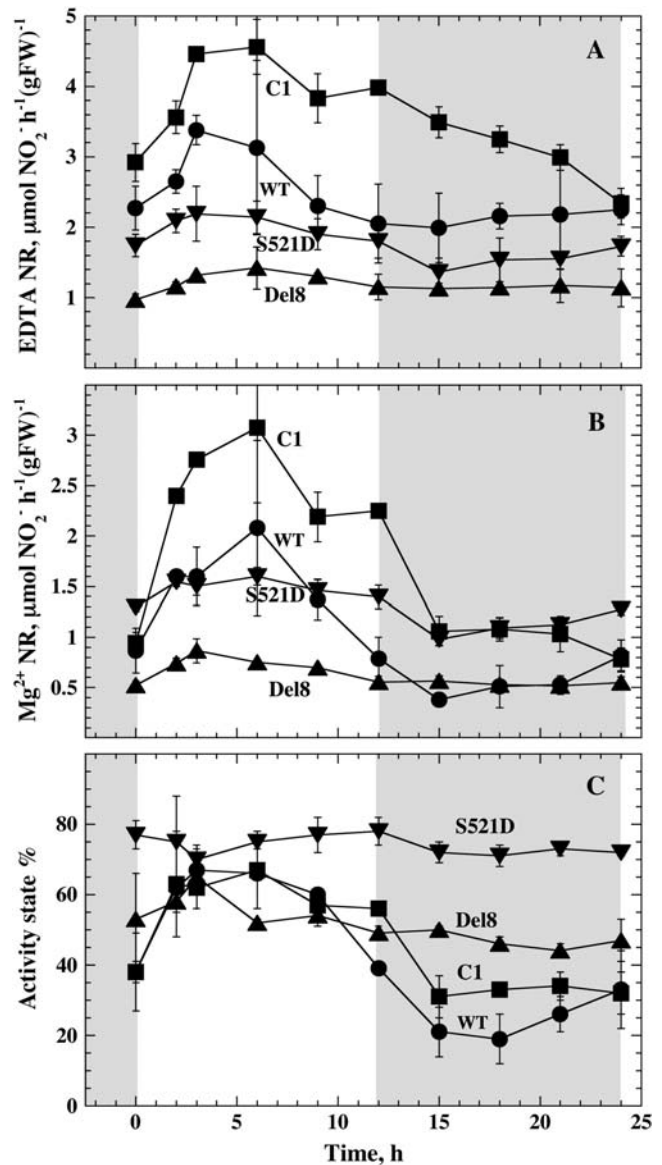 5
A
4
C1
3
WT
2
S521D
Del8
1
EDTA NR, µmol NO₂⁻ h⁻¹(gFW)⁻¹
B
3
C1
2.5
2
WT
1.5
S521D
1
Del8
0.5
Mg²⁺ NR, µmol NO₂⁻ h⁻¹(gFW)⁻¹
C
80
S521D
60
Del8
40
C1
20
WT
0
Activity state %
0 5 10 15 20 25
Time, h